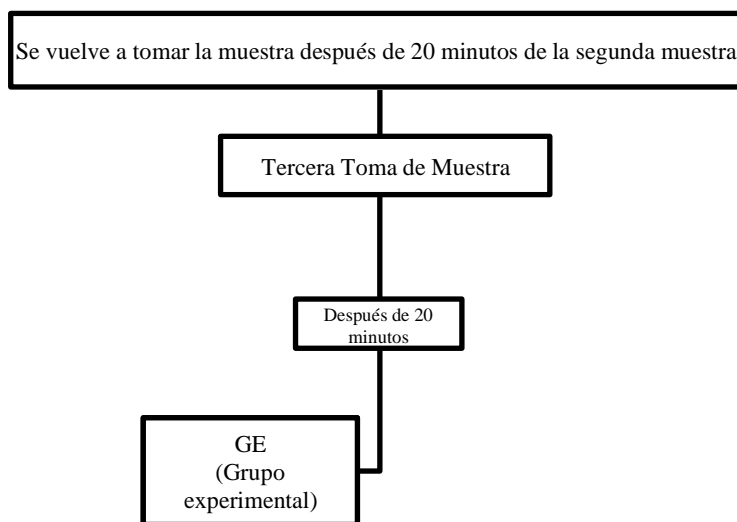 Se vuelve a tomar la muestra después de 20 minutos de la segunda muestra
Tercera Toma de Muestra
Después de 20
minutos
GE
(Grupo
experimental)